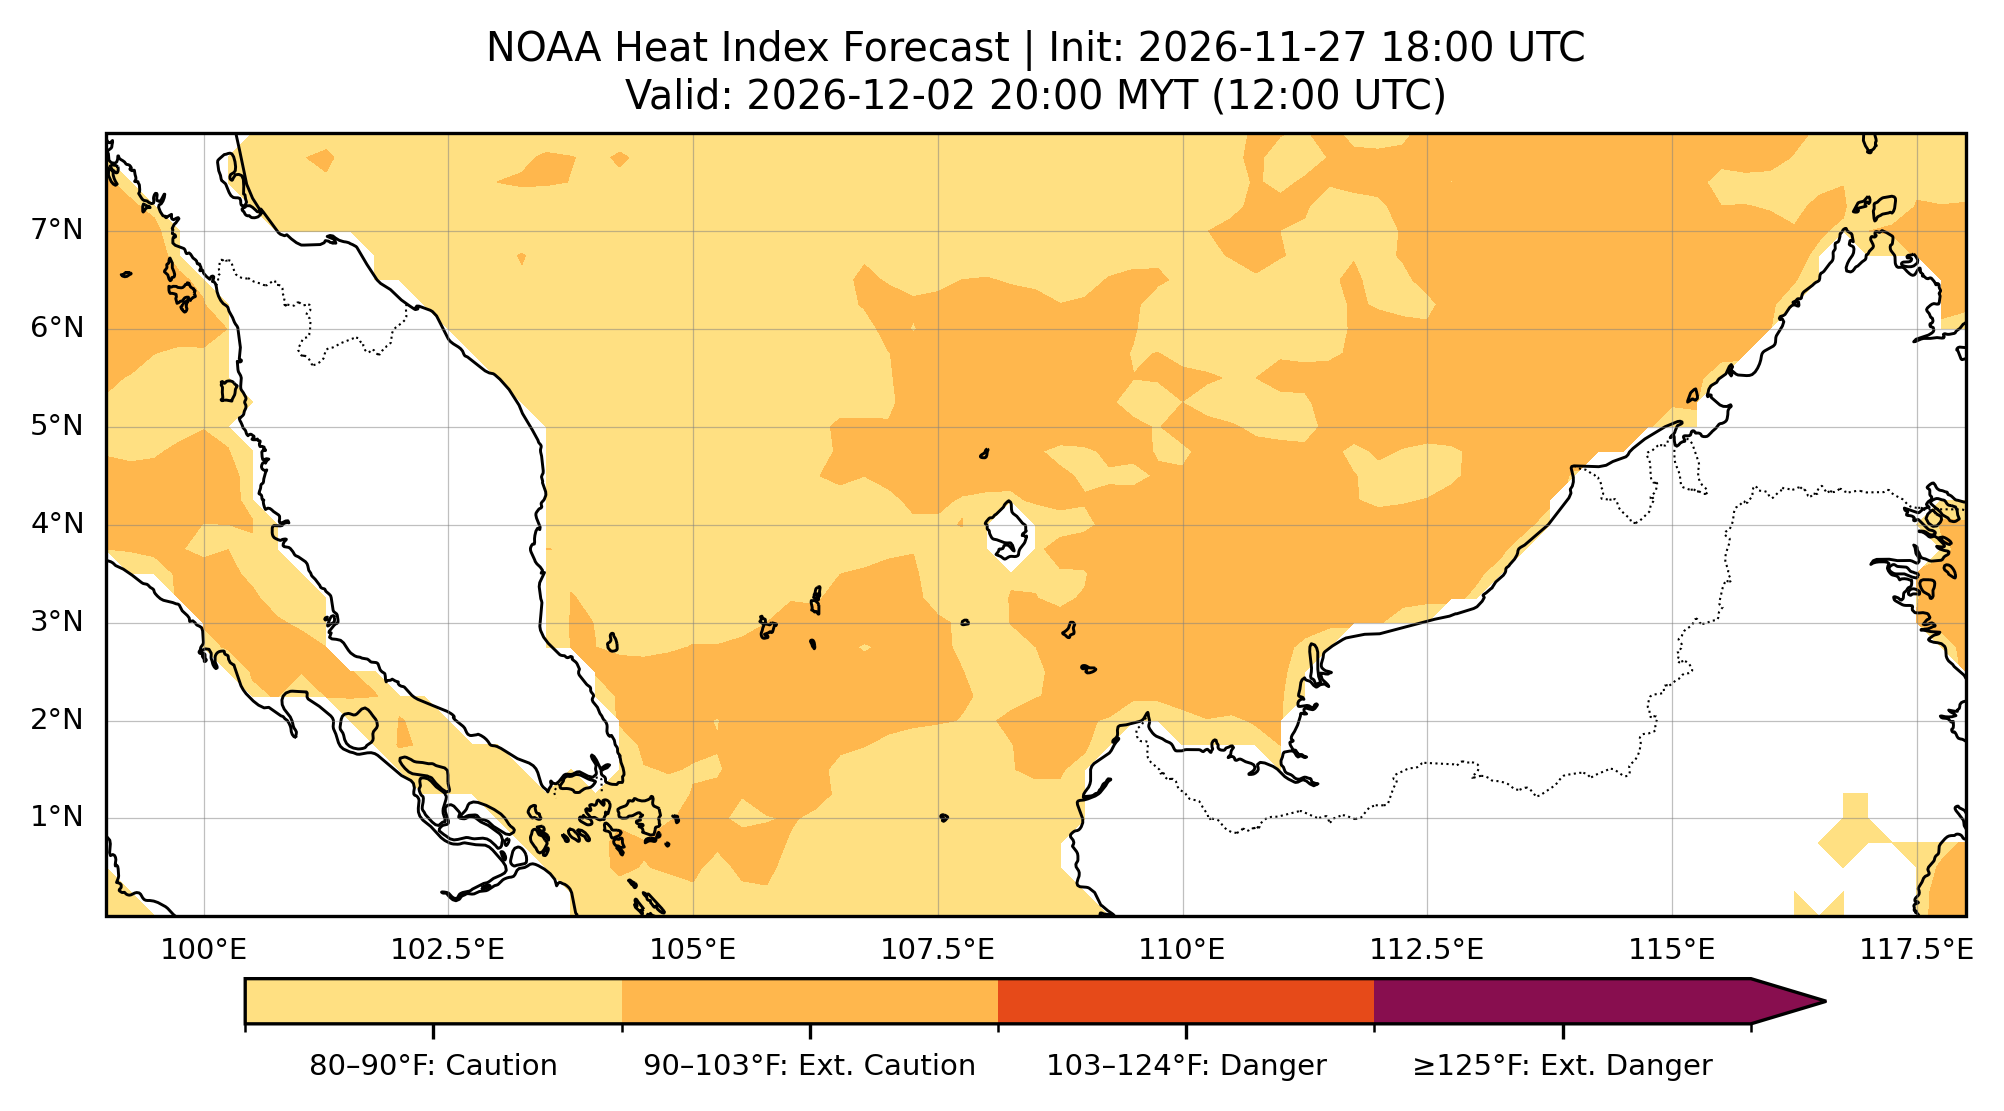 NOAA Heat Index Forecast | Init: 2026-11-27 18:00 UTC
Valid: 2026-12-02 20:00 MYT (12:00 UTC)
7°N
6°N
5°N
4°N
3°N
2°N
1°N
100°E 102.5°E 105°E 107.5°E 110°E 112.5°E 115°E 117.5°E
80–90°F: Caution 90–103°F: Ext. Caution 103–124°F: Danger ≥125°F: Ext. Danger